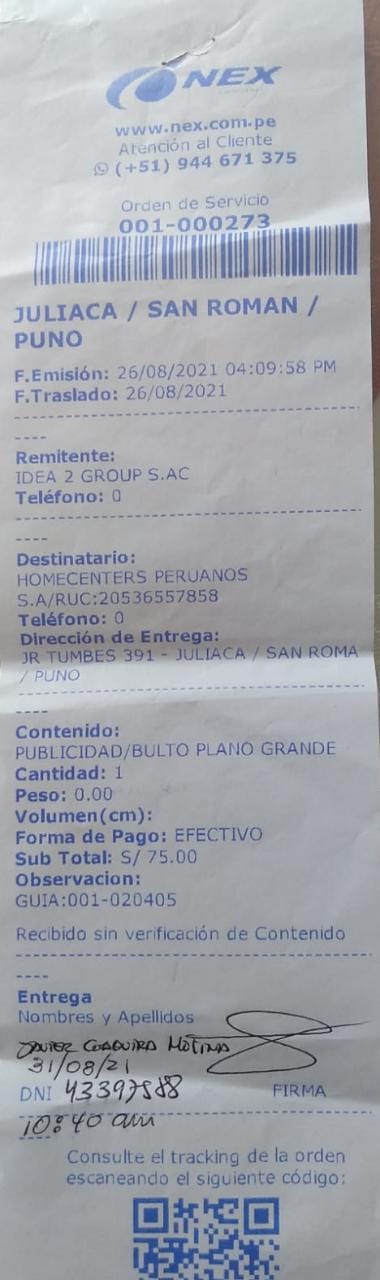 NEX
www.nex.com.pe
Atención al Cliente
(+51) 944 671 375
Orden de Servicio
001-000273
JULIACA / SAN ROMAN /
PUNO
F.Emisión: 26/08/2021 04:09:58 PM
F.Traslado: 26/08/2021
----
Remitente:
IDEA 2 GROUP S.AC
Teléfono: 0
----
Destinatario:
HOMECENTERS PERUANOS
S.A/RUC:20536557858
Teléfono: 0
Dirección de Entrega:
JR TUMBES 391 - JULIACA / SAN ROMA
/ PUNO
----
Contenido:
PUBLICIDAD/BULTO PLANO GRANDE
Cantidad: 1
Peso: 0.00
Volumen(cm):
Forma de Pago: EFECTIVO
Sub Total: S/ 75.00
Observacion:
GUIA:001-020405
Recibido sin verificación de Contenido
----
Entrega
Nombres y Apellidos
COAQUIRA MOLINA
31/08/21
DNI 43397588 FIRMA
10:40 am
Consulte el tracking de la orden
escaneando el siguiente código: